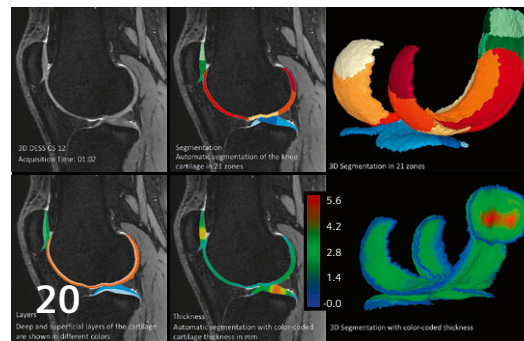 3D DESS CS 12
Acquisition Time: 01:02
Segmentation
Automatic segmentation of the knee
cartilage in 21 zones
3D Segmentation in 21 zones
20
Layers
Deep and superficial layers of the cartilage
are shown in different colors
Thickness
Automatic segmentation with color-coded
cartilage thickness in mm
5.6
4.2
2.8
1.4
-0.0
3D Segmentation with color-coded thickness